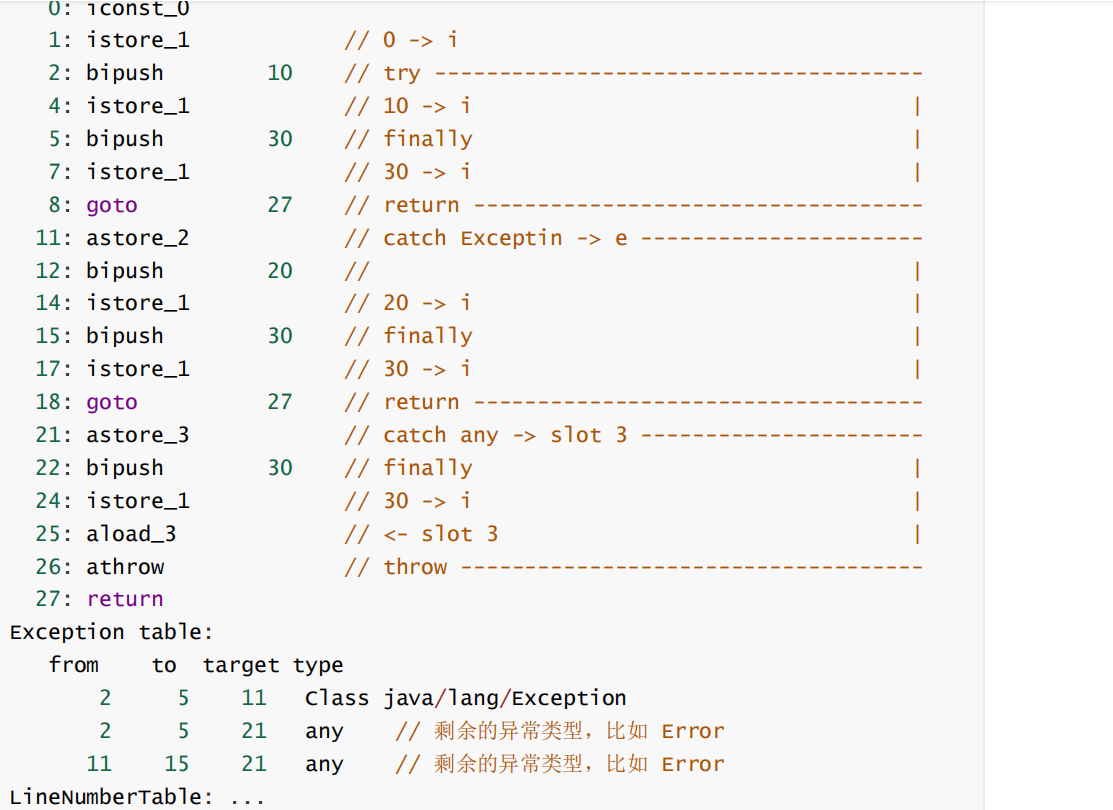 0: iconst_0
1: istore_1 // 0 -> i
2: bipush 10 // try --------------------------------------
4: istore_1 // 10 -> i |
5: bipush 30 // finally |
7: istore_1 // 30 -> i |
8: goto 27 // return -----------------------------------
11: astore_2 // catch Exceptin -> e ----------------------
12: bipush 20 // |
14: istore_1 // 20 -> i |
15: bipush 30 // finally |
17: istore_1 // 30 -> i |
18: goto 27 // return -----------------------------------
21: astore_3 // catch any -> slot 3 ----------------------
22: bipush 30 // finally |
24: istore_1 // 30 -> i |
25: aload_3 // <- slot 3 |
26: athrow // throw ------------------------------------
27: return
Exception table:
from to target type
2 5 11 Class java/lang/Exception
2 5 21 any // 剩余的异常类型，比如 Error
11 15 21 any // 剩余的异常类型，比如 Error
LineNumberTable: ...